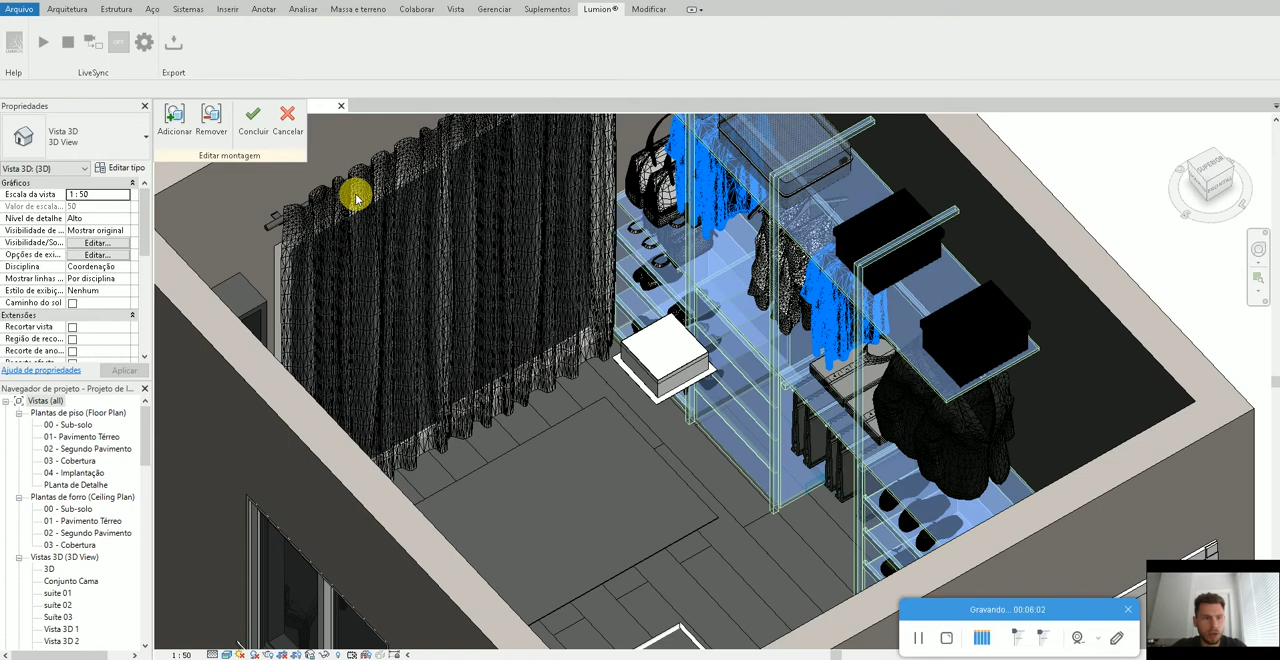 Arquivo Arquitetura Estrutura Aço Sistemas Inserir Anotar Analisar Massa e terreno Colaborar Vista Gerenciar Suplementos Lumion® Modificar
Help LiveSync Export
Propriedades
Vista 3D
3D View
Vista 3D: (3D) Editar tipo
Gráficos
Escala da vista 1 : 50
Valor de escala... 50
Nível de detalhe Alto
Visibilidade de ... Mostrar original
Visibilidade/So... Editar...
Opções de exi... Editar...
Disciplina Coordenação
Mostrar linhas ... Por disciplina
Estilo de exibiç... Nenhum
Caminho do sol
Extensões
Recortar vista
Região de reco...
Recorte de ano...
Ajuda de propriedades Aplicar
Navegador de projeto - Projeto de I...
Vistas (all)
Plantas de piso (Floor Plan)
00 - Sub-solo
01- Pavimento Térreo
02 - Segundo Pavimento
03 - Cobertura
04 - Implantação
PLanta de Detalhe
Plantas de forro (Ceiling Plan)
00 - Sub-solo
01 - Pavimento Térreo
02 - Segundo Pavimento
03 - Cobertura
Vistas 3D (3D View)
3D
Conjunto Cama
suíte 01
suíte 02
Suíte 03
Vista 3D 1
Vista 3D 2
Adicionar Remover Concluir Cancelar
Editar montagem
SUPERIOR
1 : 50
Gravando... 00:06:02